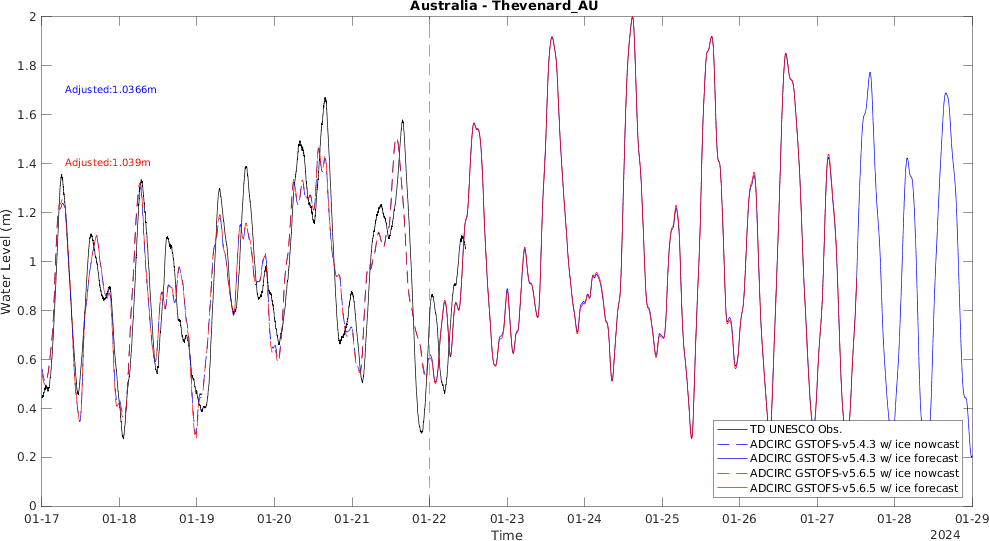 Australia - Thevenard_AU
2
1.8
1.6
1.4
1.2
1
0.8
0.6
0.4
0.2
0
Water Level (m)
Adjusted:1.0366m
Adjusted:1.039m
TD UNESCO Obs.
ADCIRC GSTOFS-v5.4.3 w/ ice nowcast
ADCIRC GSTOFS-v5.4.3 w/ ice forecast
ADCIRC GSTOFS-v5.6.5 w/ ice nowcast
ADCIRC GSTOFS-v5.6.5 w/ ice forecast
01-17 01-18 01-19 01-20 01-21 01-22 01-23 01-24 01-25 01-26 01-27 01-28 01-29
Time
2024